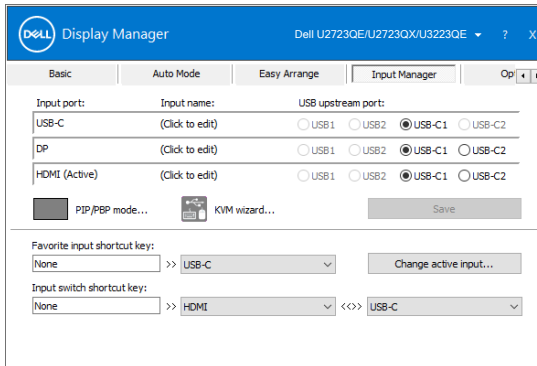 DELL Display Manager Dell U2723QE/U2723QX/U3223QE ? X
Basic Auto Mode Easy Arrange Input Manager
Input port: Input name: USB upstream port:
USB-C (Click to edit) USB1 USB2 USB-C1 USB-C2
DP (Click to edit) USB1 USB2 USB-C1 USB-C2
HDMI (Active) (Click to edit) USB1 USB2 USB-C1 USB-C2
PIP/PBP mode... KVM wizard... Save
Favorite input shortcut key:
None >> USB-C Change active input...
Input switch shortcut key:
None >> HDMI <<>> USB-C